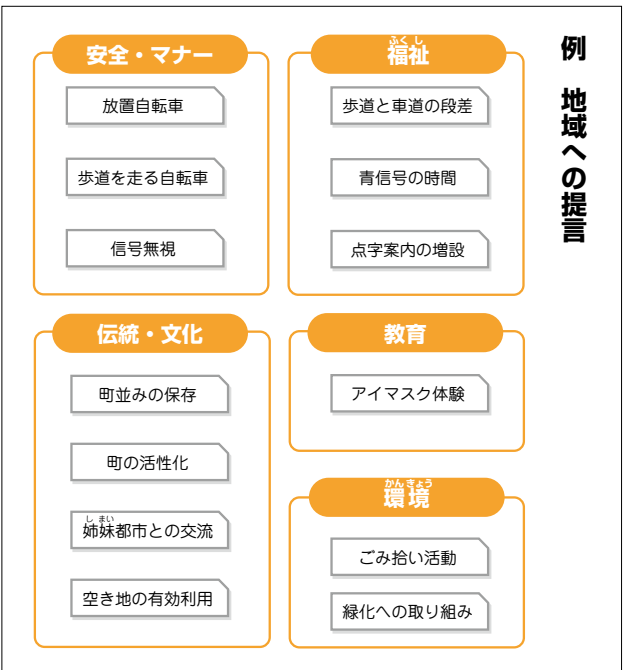 例　地域への提言
安全・マナー
放置自転車
歩道を走る自転車
信号無視
ふくし
福祉
歩道と車道の段差
青信号の時間
点字案内の増設
伝統・文化
町並みの保存
町の活性化
しまい
姉妹都市との交流
空き地の有効利用
教育
アイマスク体験
かんきょう
環境
ごみ拾い活動
緑化への取り組み